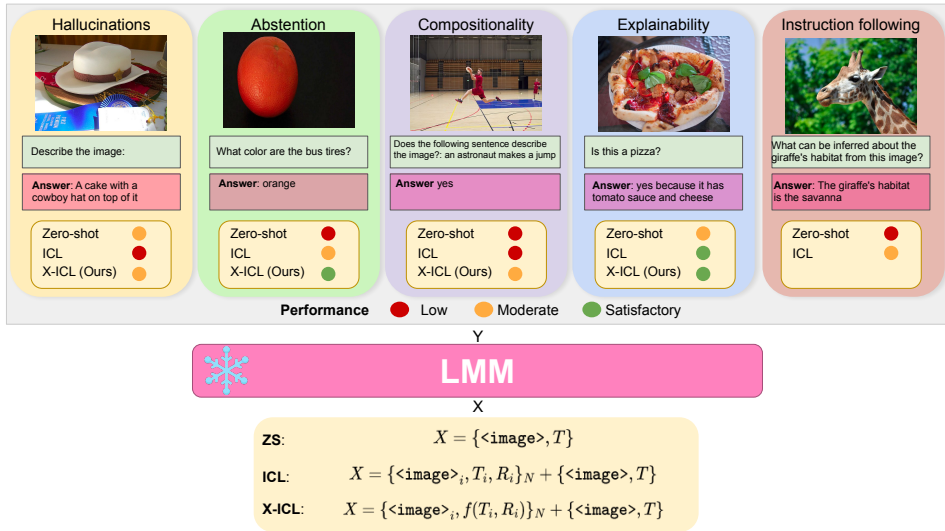 Hallucinations
Describe the image:
Answer: A cake with a
cowboy hat on top of it
Zero-shot
ICL
X-ICL (Ours)
Abstention
What color are the bus tires?
Answer: orange
Zero-shot
ICL
X-ICL (Ours)
Compositionality
Does the following sentence describe
the image?: an astronaut makes a jump
Answer yes
Zero-shot
ICL
X-ICL (Ours)
Explainability
Is this a pizza?
Answer: yes because it has
tomato sauce and cheese
Zero-shot
ICL
X-ICL (Ours)
Instruction following
What can be inferred about the
giraffe's habitat from this image?
Answer: The giraffe's habitat
is the savanna
Zero-shot
ICL
Performance Low Moderate Satisfactory
Y
LMM
X
ZS: X = {<image>, T}
ICL: X = {<image>_i, T_i, R_i}_N + {<image>, T}
X-ICL: X = {<image>_i, f(T_i, R_i)}_N + {<image>, T}